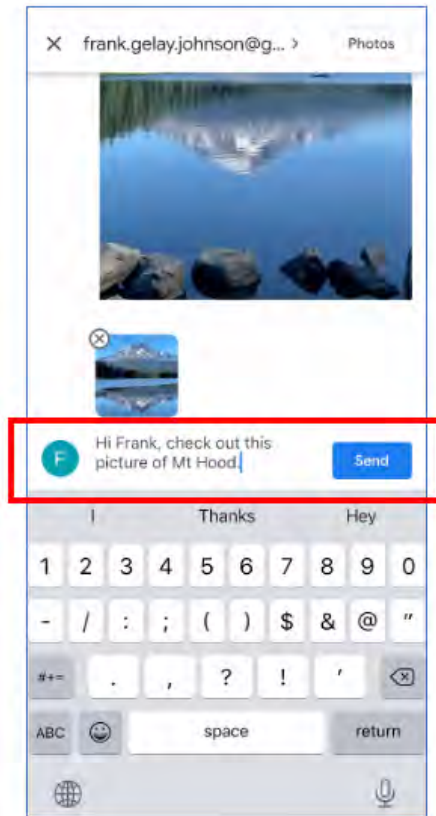 frank.gelay.johnson@g... >
Photos
Hi Frank, check out this
picture of Mt Hood.
F
Send
I Thanks Hey
1 2 3 4 5 6 7 8 9 0
- / : ; ( ) $ & @ "
#+= . , ? ! '
ABC space return